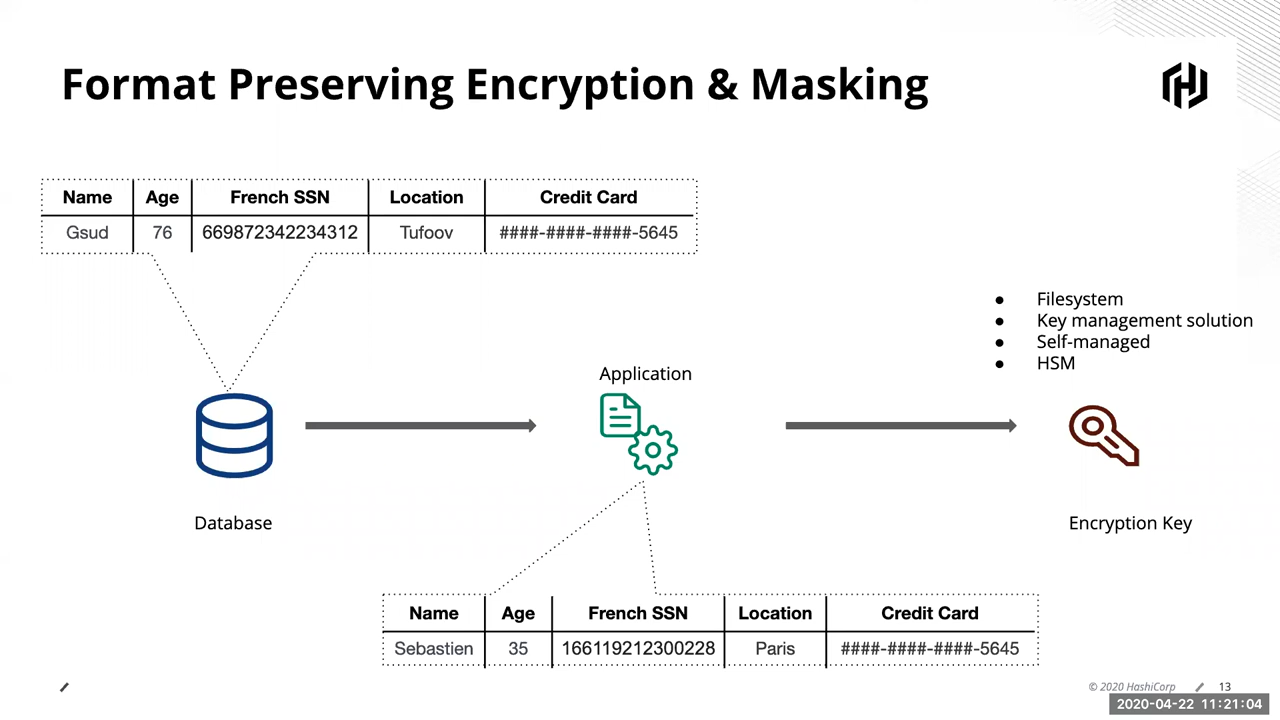 Format Preserving Encryption & Masking
Name Age French SSN Location Credit Card
Gsud 76 669872342234312 Tufoov ####-####-####-5645
● Filesystem
● Key management solution
● Self-managed
● HSM
Application
Database
Encryption Key
Name Age French SSN Location Credit Card
Sebastien 35 166119212300228 Paris ####-####-####-5645
© 2020 HashiCorp 13
2020-04-22 11:21:04